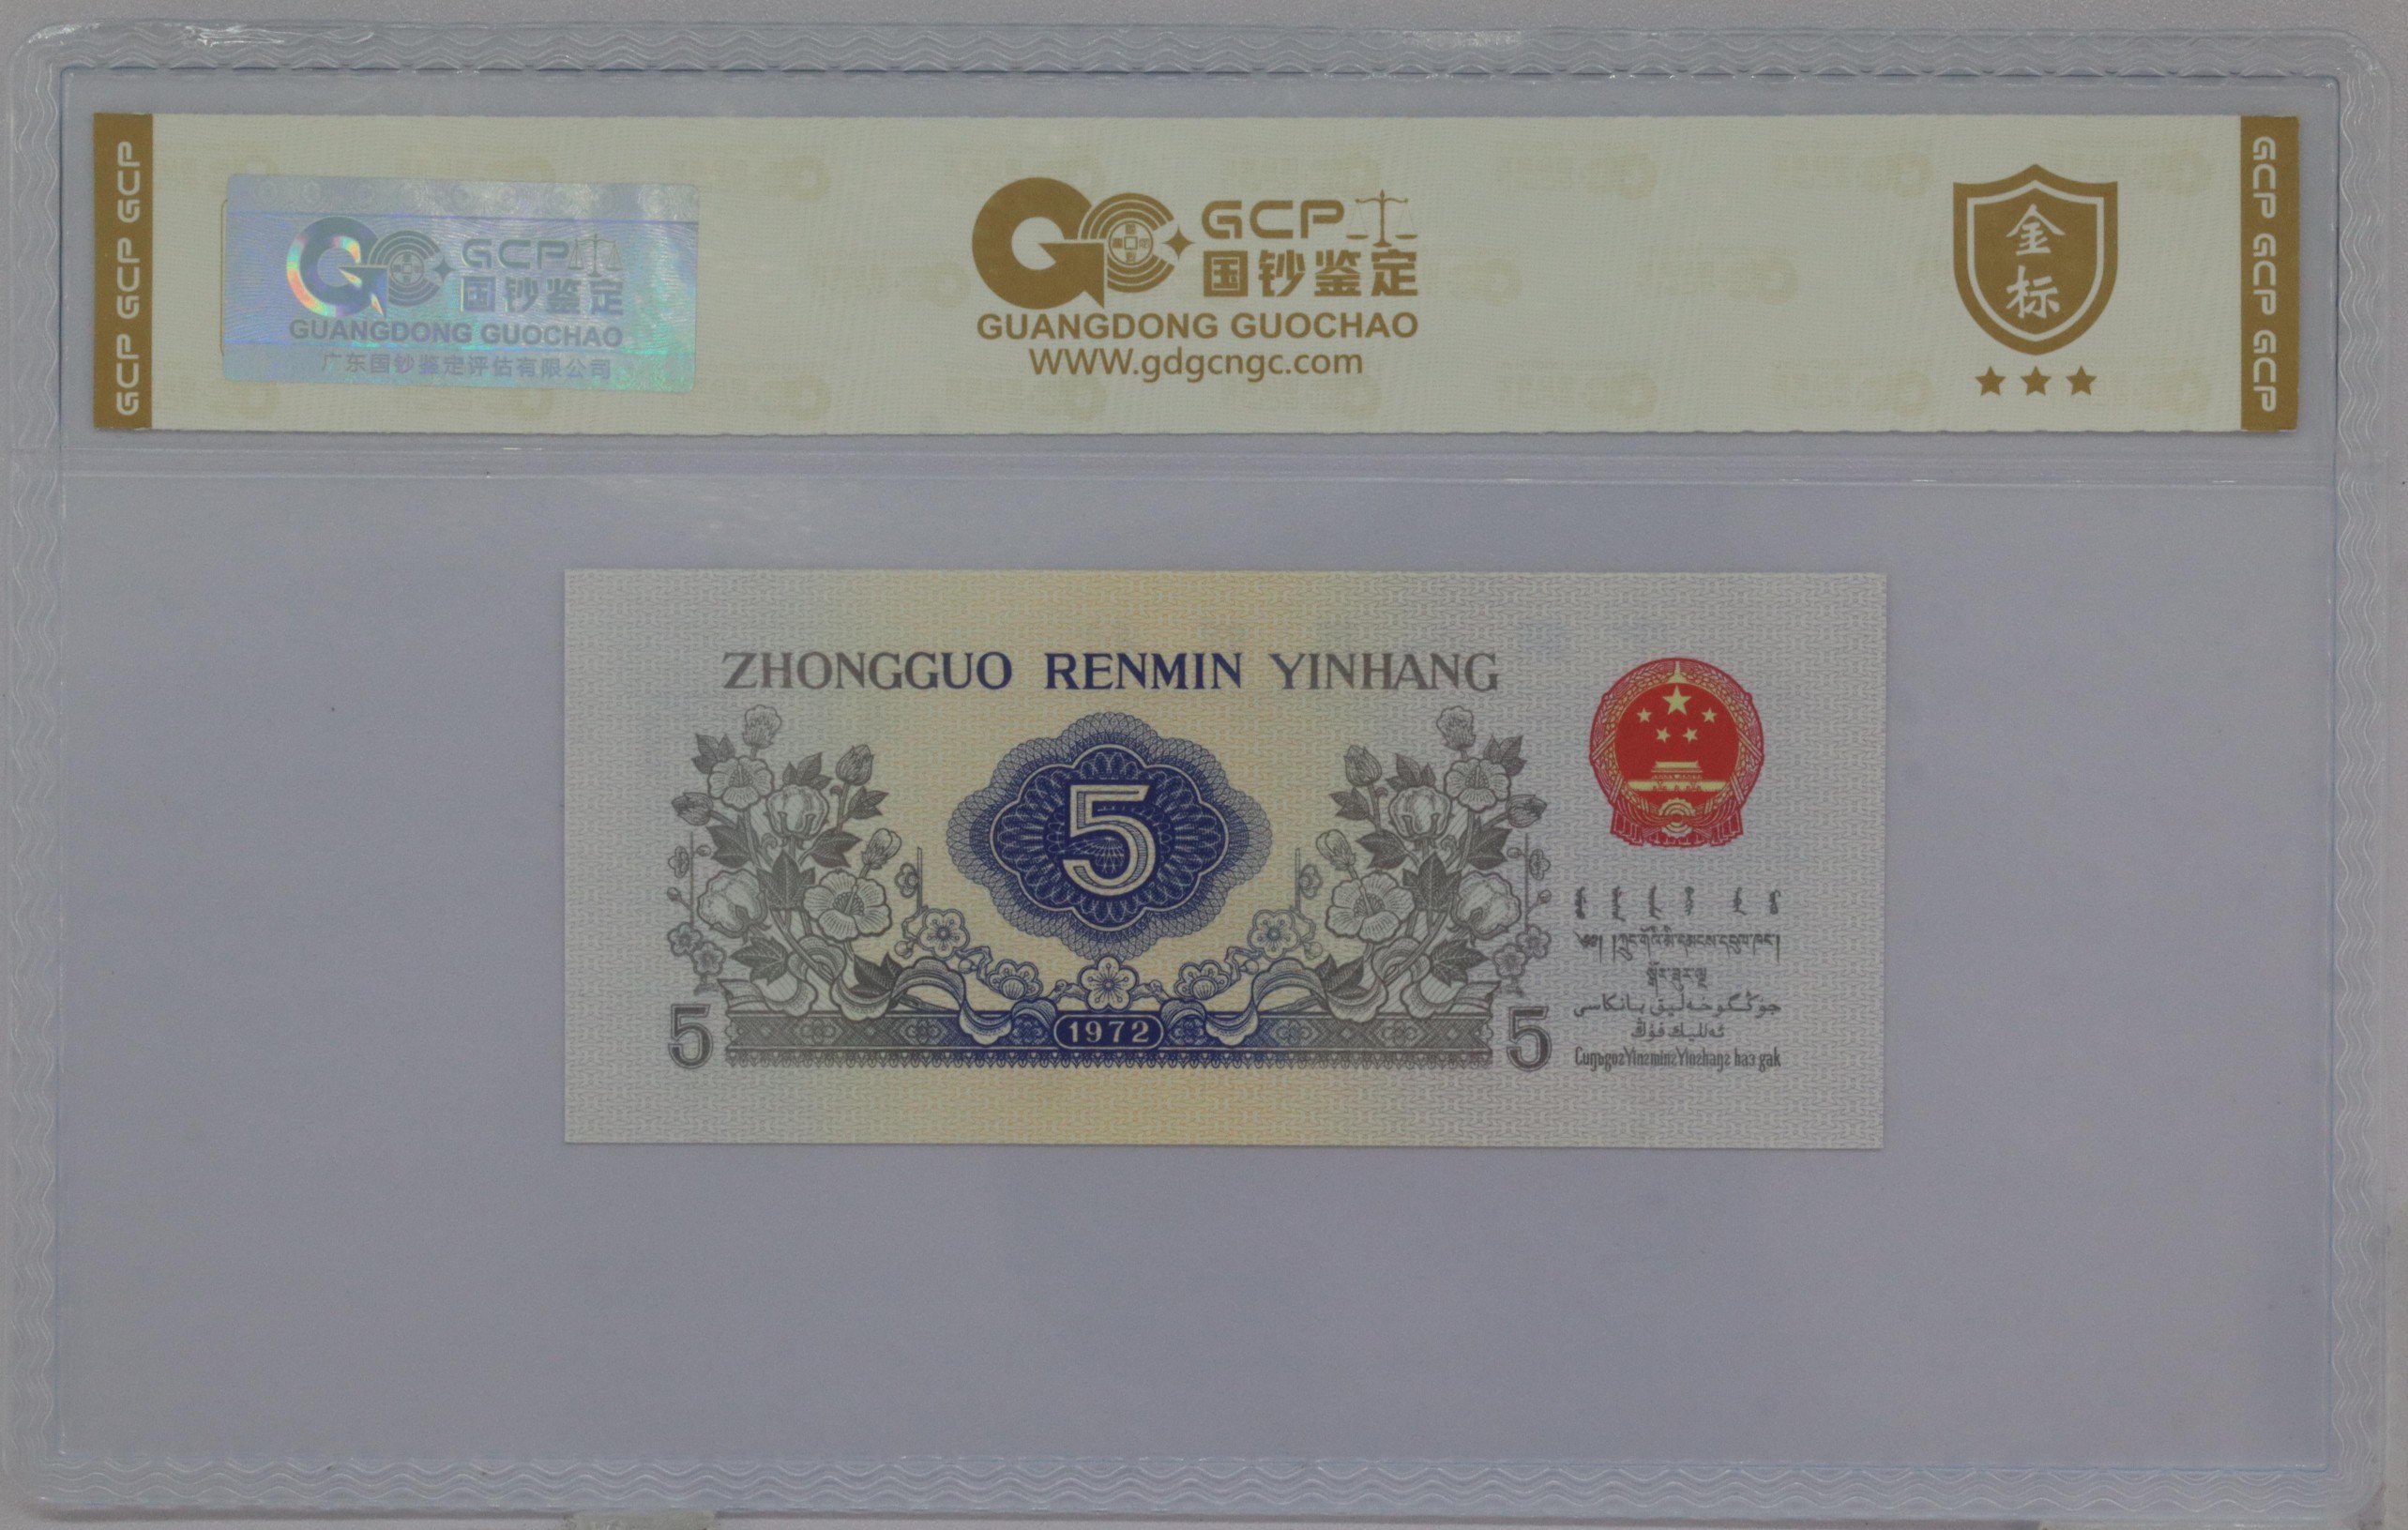 GCP GCP GCP
GCP
国钞鉴定
GUANGDONG GUOCHAO
广东国钞鉴定评估有限公司
GCP
国钞鉴定
GUANGDONG GUOCHAO
WWW.gdgcngc.com
金标
GCP GCP GCP
ZHONGGUO RENMIN YINHANG
5
1972
5
5
جۇڭگوخەلىق بانكاسى